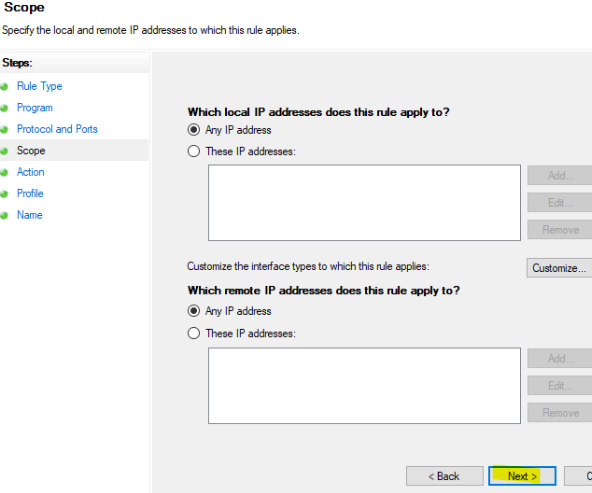 Scope
Specify the local and remote IP addresses to which this rule applies.
Steps:
Rule Type
Program
Protocol and Ports
Scope
Action
Profile
Name
Which local IP addresses does this rule apply to?
Any IP address
These IP addresses:
Add...
Edit...
Remove
Customize the interface types to which this rule applies:
Customize...
Which remote IP addresses does this rule apply to?
Any IP address
These IP addresses:
Add...
Edit...
Remove
< Back
Next >